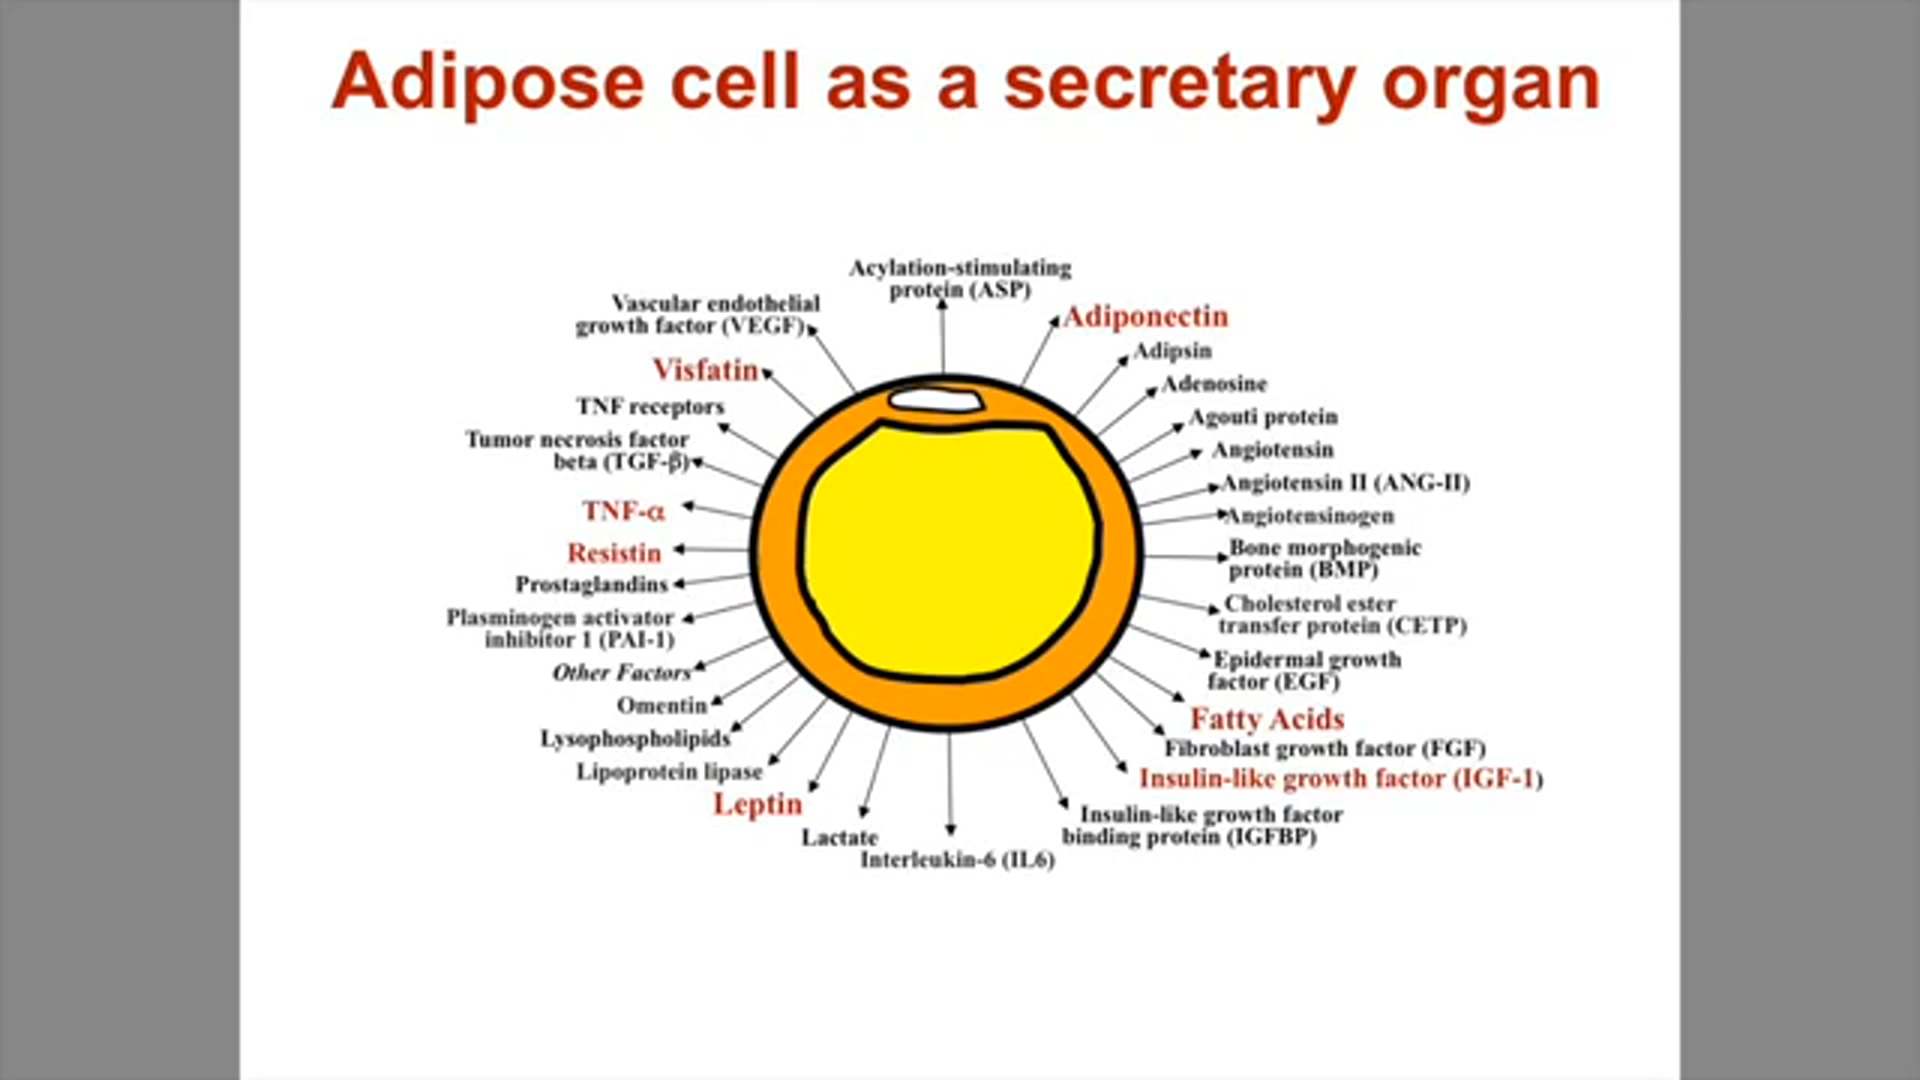 Adipose cell as a secretary organ
Acylation-stimulating
protein (ASP)
Adiponectin
Adipsin
Adenosine
Agouti protein
Angiotensin
Angiotensin II (ANG-II)
Angiotensinogen
Bone morphogenic
protein (BMP)
Cholesterol ester
transfer protein (CETP)
Epidermal growth
factor (EGF)
Fatty Acids
Fibroblast growth factor (FGF)
Insulin-like growth factor (IGF-1)
Insulin-like growth factor
binding protein (IGFBP)
Interleukin-6 (IL6)
Lactate
Leptin
Lipoprotein lipase
Lysophospholipids
Omentin
Other Factors
Plasminogen activator
inhibitor 1 (PAI-1)
Prostaglandins
Resistin
TNF-α
Tumor necrosis factor
beta (TGF-β)
TNF receptors
Visfatin
Vascular endothelial
growth factor (VEGF)